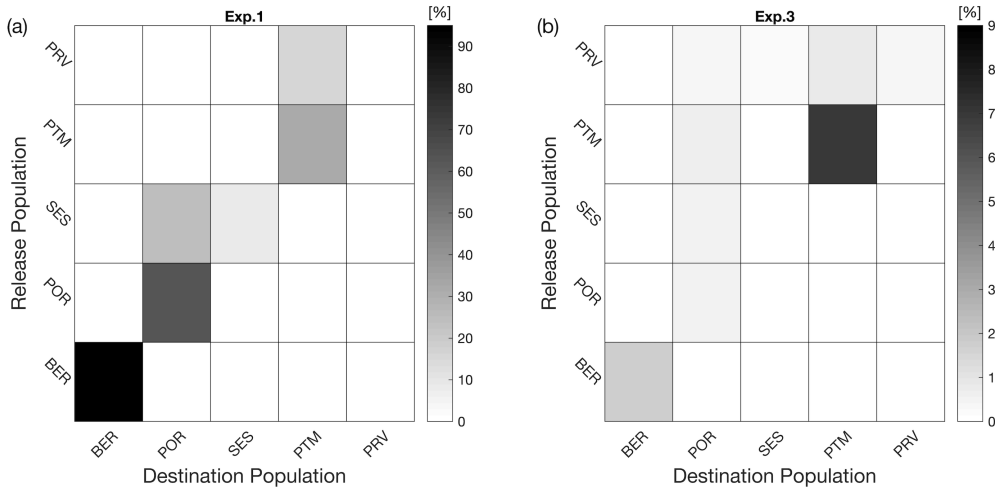 (a)
Exp.1
[%]
PRV
PTM
SES
POR
BER
Release Population
BER
POR
SES
PTM
PRV
Destination Population
90
80
70
60
50
40
30
20
10
0
(b)
Exp.3
[%]
PRV
PTM
SES
POR
BER
Release Population
BER
POR
SES
PTM
PRV
Destination Population
9
8
7
6
5
4
3
2
1
0